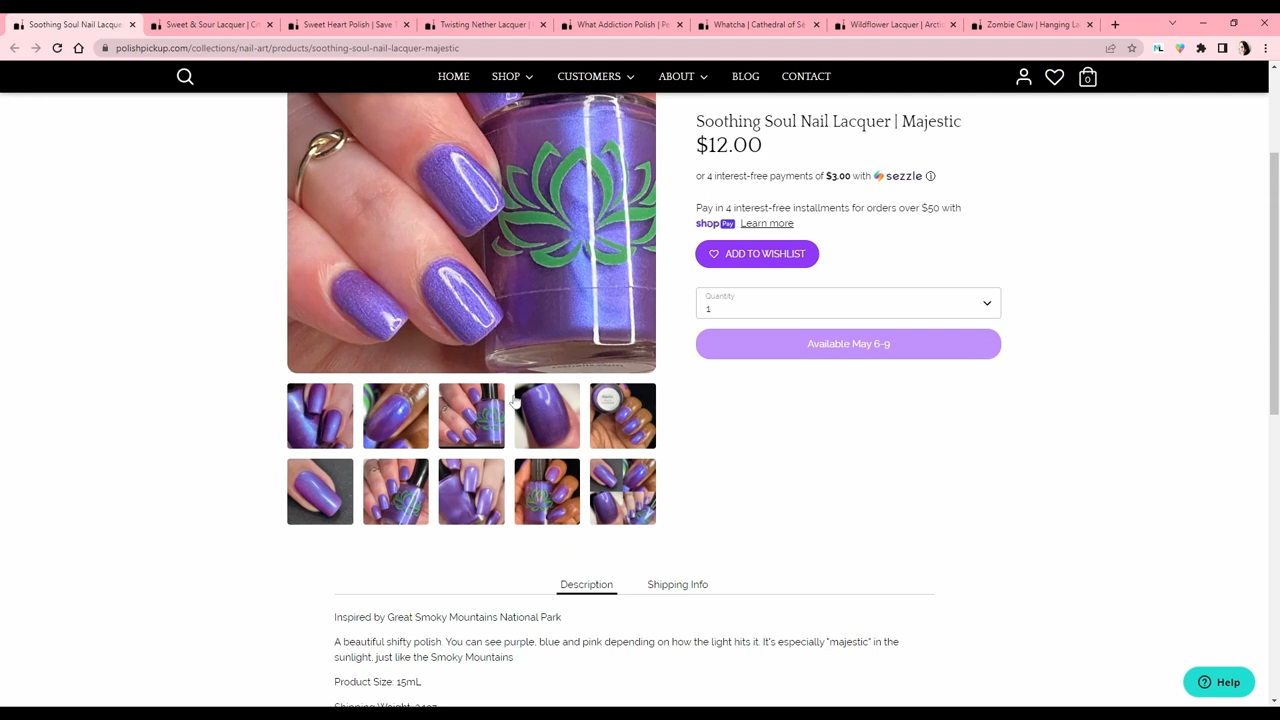 Soothing Soul Nail Lacque
Sweet & Sour Lacquer | C
Sweet Heart Polish | Save T
Twisting Nether Lacquer |
What Addiction Polish | Pe
Whatcha | Cathedral of Se
Wildflower Lacquer | Arcti
Zombie Claw | Hanging La
polishpickup.com/collections/nail-art/products/soothing-soul-nail-lacquer-majestic
HOME SHOP CUSTOMERS ABOUT BLOG CONTACT
0
Soothing Soul Nail Lacquer | Majestic
$12.00
or 4 interest-free payments of $3.00 with sezzle
Pay in 4 interest-free installments for orders over $50 with
shop Pay Learn more
ADD TO WISHLIST
Quantity
1
Available May 6-9
Description Shipping Info
Inspired by Great Smoky Mountains National Park
A beautiful shifty polish. You can see purple, blue and pink depending on how the light hits it. It's especially "majestic" in the
sunlight, just like the Smoky Mountains
Product Size: 15mL
Help